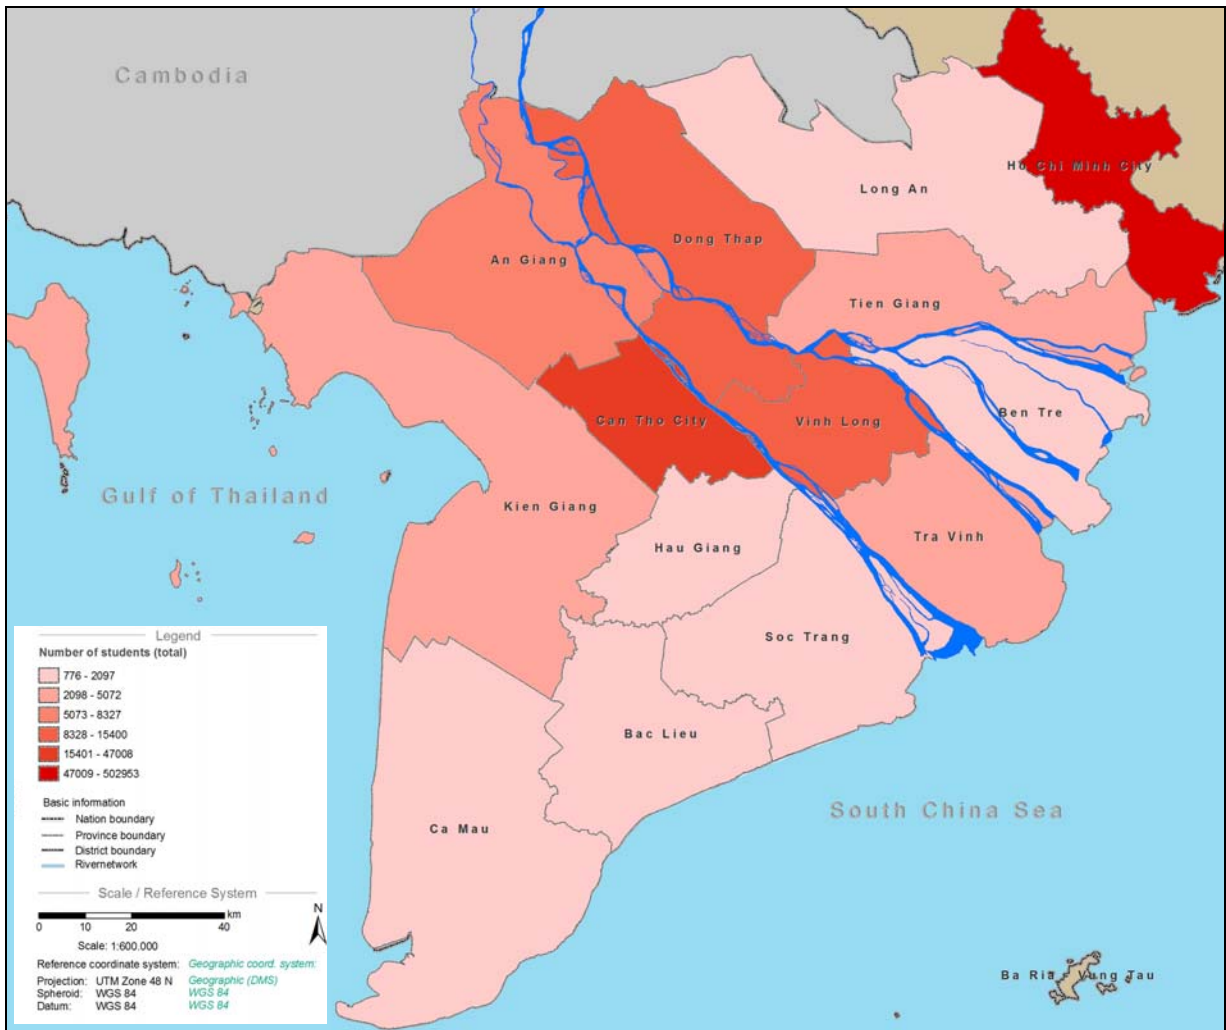 Cambodia
Ho Chi Minh City
Long An
Dong Thap
An Giang
Tien Giang
Ben Tre
Can Tho City
Vinh Long
Gulf of Thailand
Kien Giang
Tra Vinh
Hau Giang
Soc Trang
Bac Lieu
Ca Mau
South China Sea
Ba Ria - Vung Tau
Legend
Number of students (total)
776 - 2097
2098 - 5072
5073 - 8327
8328 - 15400
15401 - 47008
47009 - 502953
Basic information
Nation boundary
Province boundary
District boundary
Rivernetwork
Scale / Reference System
N
km
0 10 20 40
Scale: 1:600.000
Reference coordinate system: Geographic coord. system:
Projection: UTM Zone 48 N Geographic (DMS)
Spheroid: WGS 84 WGS 84
Datum: WGS 84 WGS 84